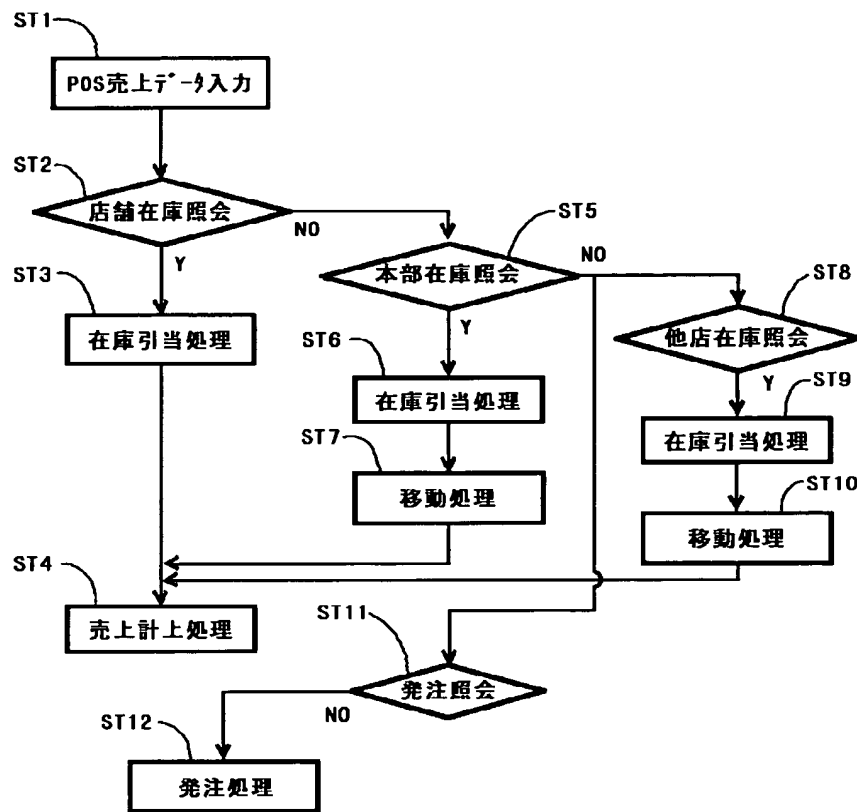 ST1
POS売上ﾃﾞｰﾀ入力
ST2
店舗在庫照会
NO
Y
ST5
本部在庫照会
NO
Y
ST8
他店在庫照会
Y
ST3
在庫引当処理
ST6
在庫引当処理
ST9
在庫引当処理
ST7
移動処理
ST10
移動処理
ST4
売上計上処理
ST11
発注照会
NO
ST12
発注処理